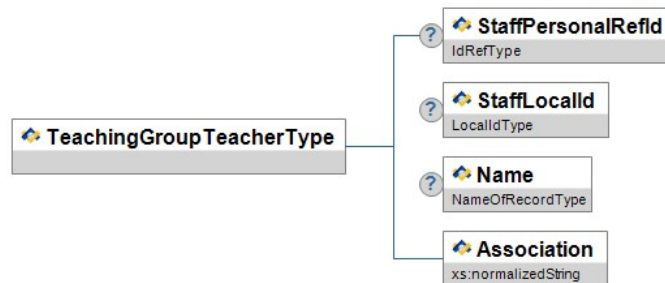 ? StaffPersonalRefId
IdRefType
? StaffLocalId
LocalIdType
TeachingGroupTeacherType
? Name
NameOfRecordType
Association
xs:normalizedString